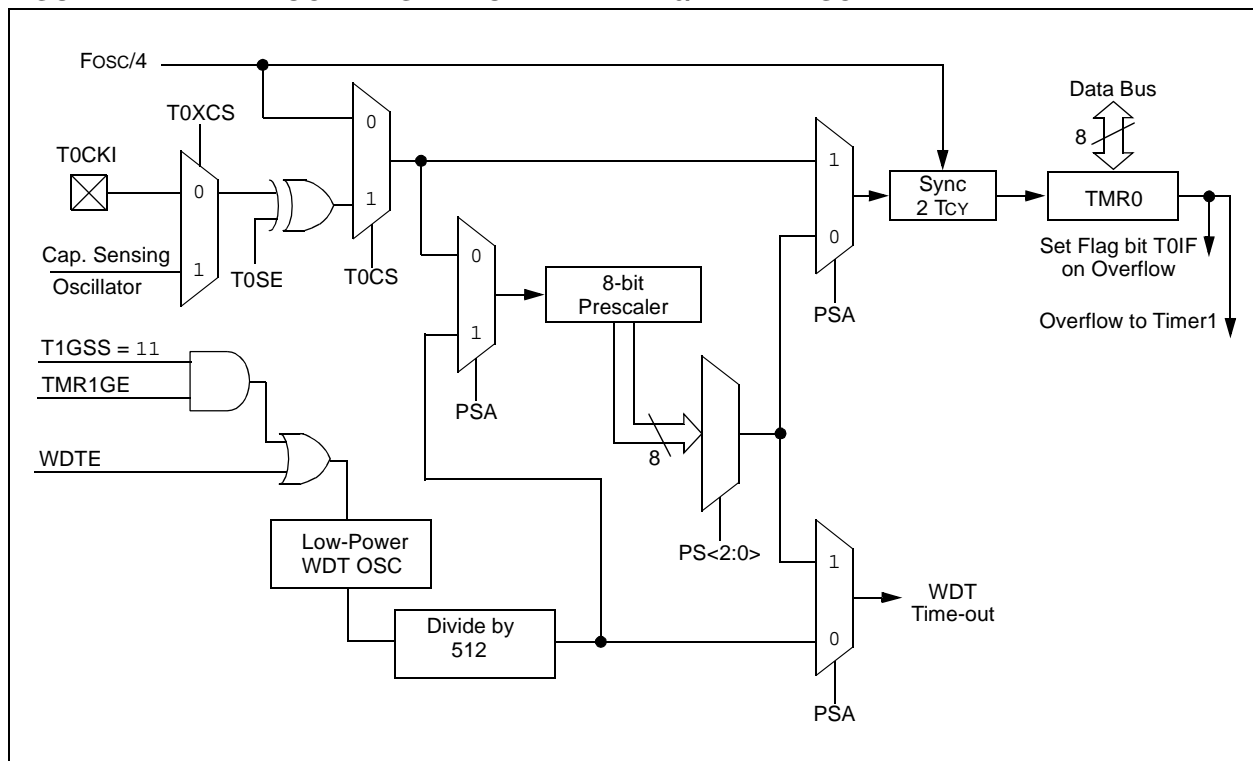 FOSC/4
T0XCS
T0CKI
0
1
Cap. Sensing
Oscillator
T0SE
0
1
T0CS
0
1
PSA
8-bit
Prescaler
8
PS<2:0>
1
0
PSA
Sync
2 TCY
Data Bus
8
TMR0
Set Flag bit T0IF
on Overflow
Overflow to Timer1
T1GSS = 11
TMR1GE
WDTE
Low-Power
WDT OSC
Divide by
512
1
0
PSA
WDT
Time-out